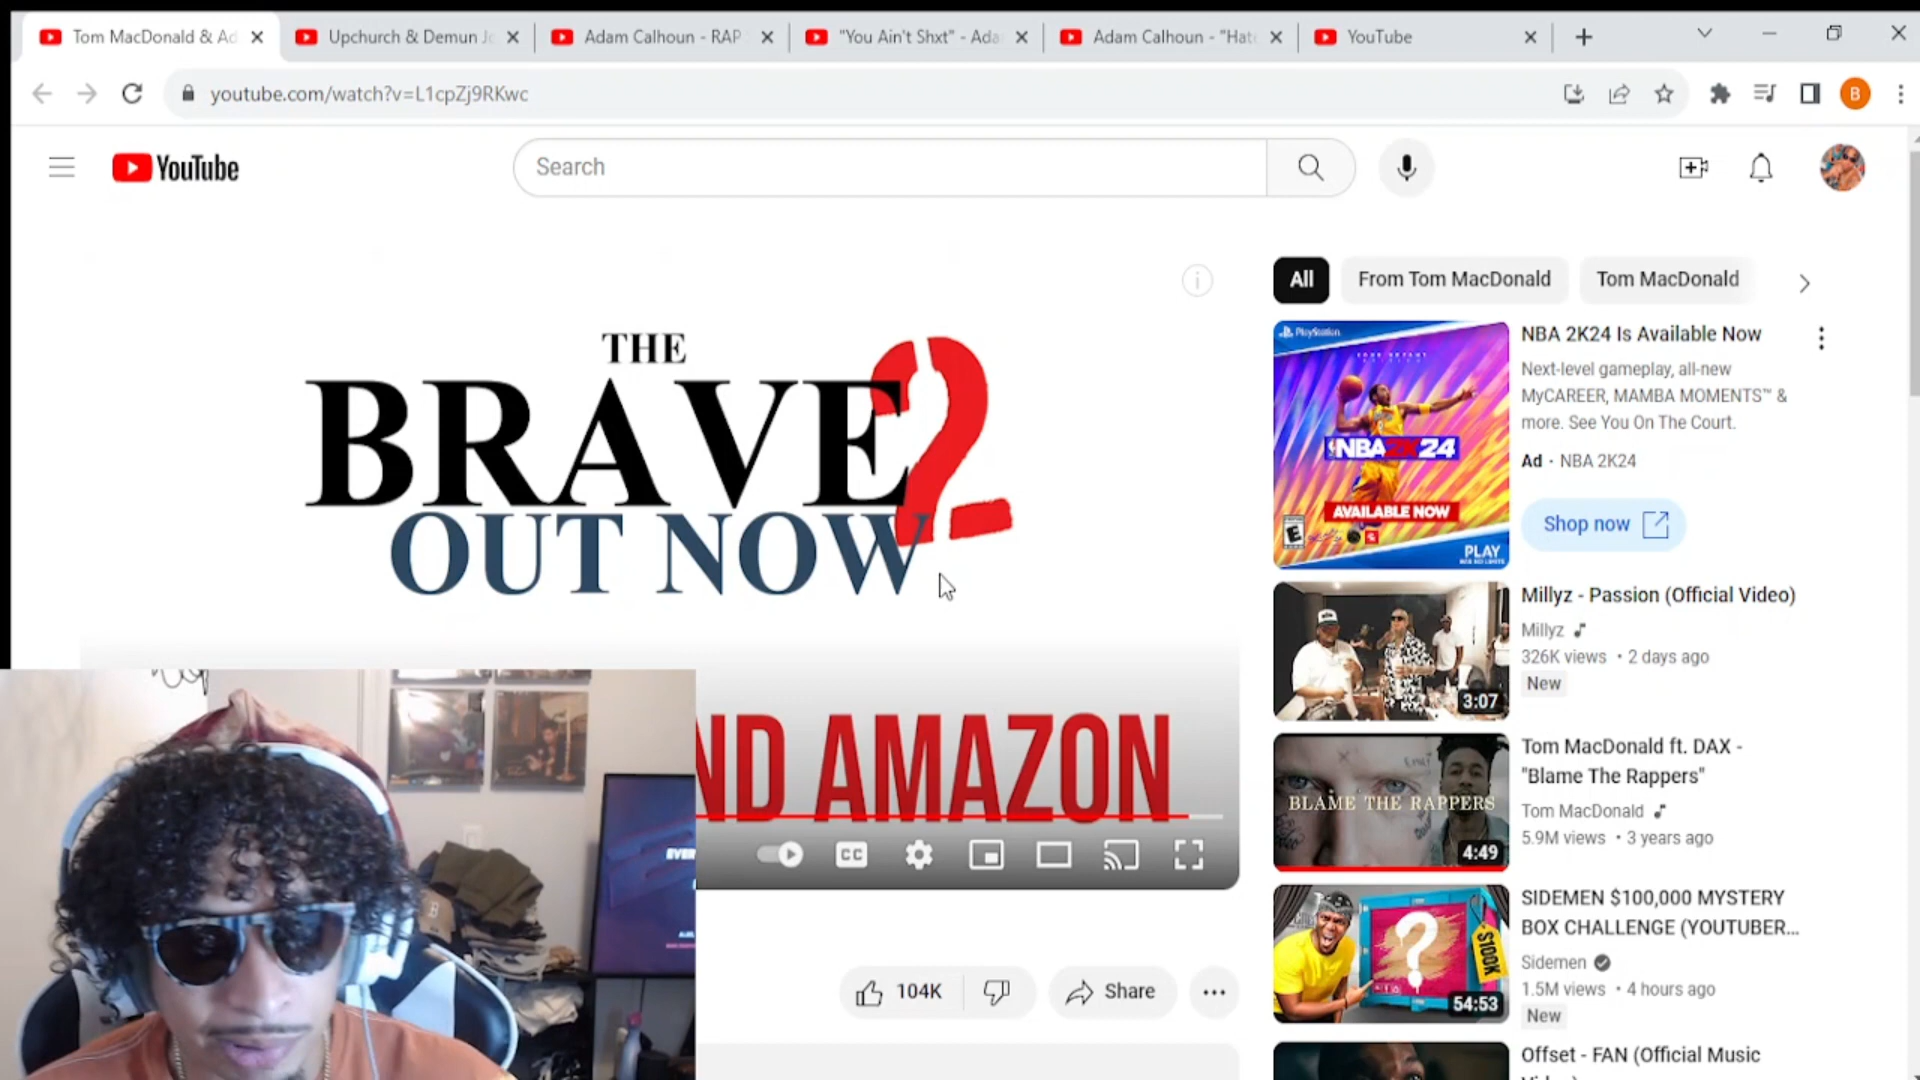 Tom MacDonald & Ad
Upchurch & Demun Jo
Adam Calhoun - RAP
"You Ain't Shxt" - Ada
Adam Calhoun - "Hate
YouTube
youtube.com/watch?v=L1cpZj9RKwc
B
YouTube
Search
THE
BRAVE 2
OUT NOW
ND AMAZON
CC
104K
Share
All
From Tom MacDonald
Tom MacDonald
PlayStation
NBA 2K24
AVAILABLE NOW
PLAY
NBA 2K24 Is Available Now
Next-level gameplay, all-new
MyCAREER, MAMBA MOMENTS™ &
more. See You On The Court.
Ad · NBA 2K24
Shop now
3:07
Millyz - Passion (Official Video)
Millyz
326K views • 2 days ago
New
BLAME THE RAPPERS
4:49
Tom MacDonald ft. DAX -
"Blame The Rappers"
Tom MacDonald
5.9M views • 3 years ago
$100K
54:53
SIDEMEN $100,000 MYSTERY
BOX CHALLENGE (YOUTUBER...
Sidemen
1.5M views • 4 hours ago
New
Offset - FAN (Official Music